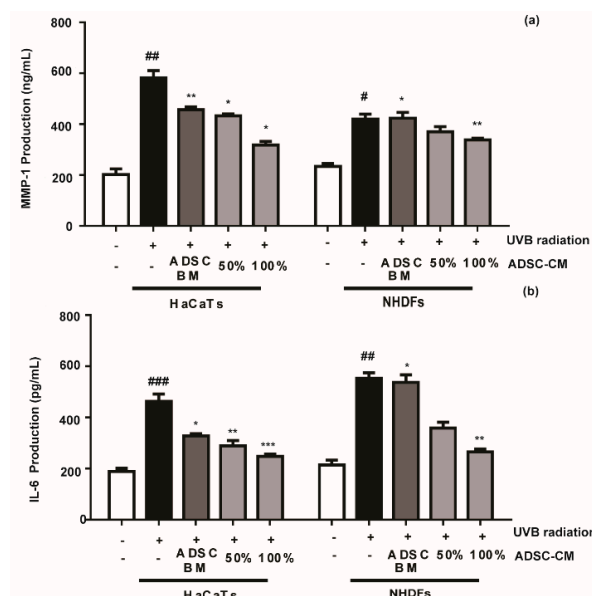 (a)
MMP-1 Production (ng/mL)
800
600
400
200
0
## ** * * # * **
- + + + + - + + + + UVB radiation
- - ADSC BM 50% 100% - - ADSC BM 50% 100% ADSC-CM
HaCaTs NHDFs
(b)
IL-6 Production (pg/mL)
800
600
400
200
0
### * ** *** ## * **
- + + + + - + + + + UVB radiation
- - ADSC BM 50% 100% - - ADSC BM 50% 100% ADSC-CM
HaCaTs NHDFs